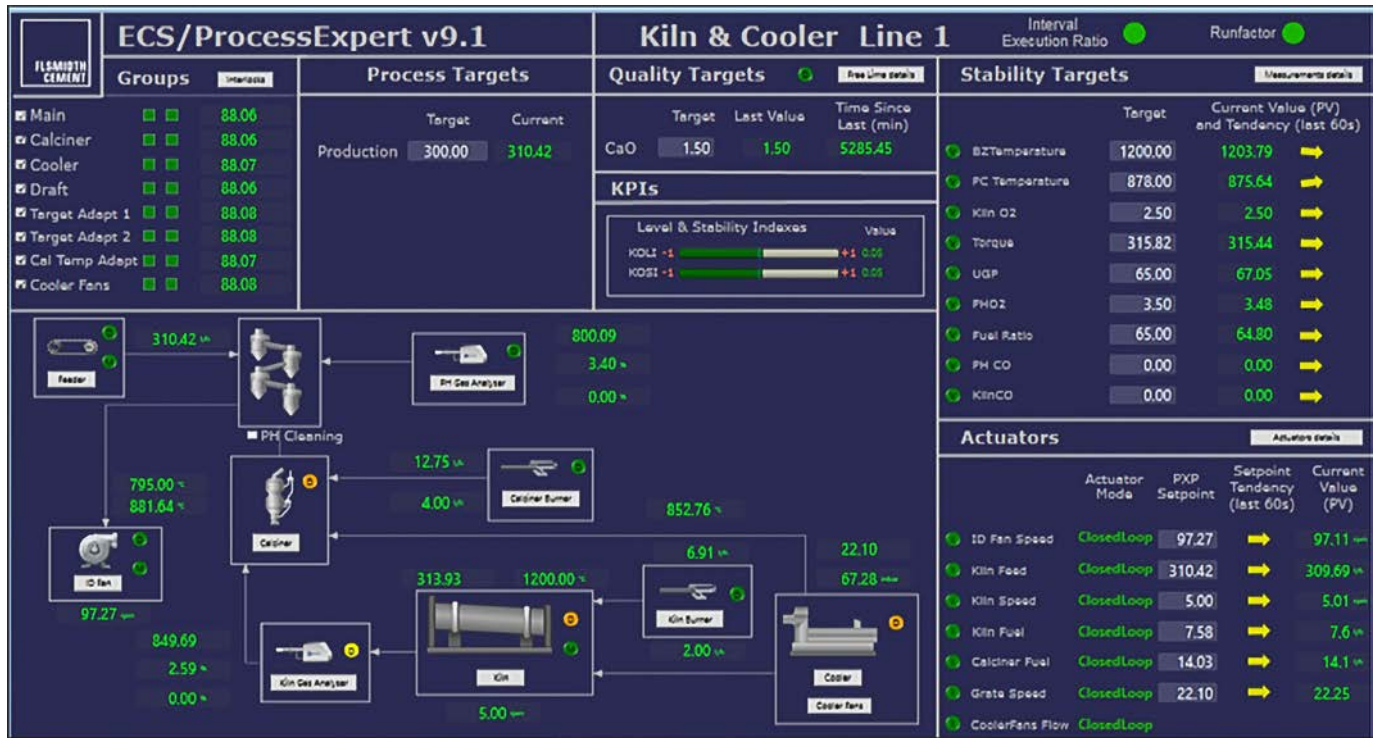 FLSMIDTH
CEMENT
ECS/ProcessExpert v9.1
Kiln & Cooler Line 1
Interval
Execution Ratio
Runfactor
Groups
Interlocks
Main 88.06
Calciner 88.06
Cooler 88.07
Draft 88.06
Target Adapt 1 88.08
Target Adapt 2 88.08
Cal Temp Adapt 88.07
Cooler Fans 88.08
Process Targets
Target Current
Production 300.00 310.42
Quality Targets
Free Lime details
Target Last Value Time Since
Last (min)
CaO 1.50 1.50 5285.45
KPIs
Level & Stability Indexes Value
KOLI -1 +1 0.05
KOSI -1 +1 0.05
Stability Targets
Measurements details
Target Current Value (PV)
and Tendency (last 60s)
BZTemperature 1200.00 1203.79
PC Temperature 878.00 875.64
Kiln O2 2.50 2.50
Torque 315.82 315.44
UGP 65.00 67.05
PHO2 3.50 3.48
Fuel Ratio 65.00 64.80
PH CO 0.00 0.00
KilnCO 0.00 0.00
Actuators
Actuators details
Actuator
Mode
PXP
Setpoint
Setpoint
Tendency
(last 60s)
Current
Value
(PV)
ID Fan Speed ClosedLoop 97.27 97.11 rpm
Kiln Feed ClosedLoop 310.42 309.69 t/h
Kiln Speed ClosedLoop 5.00 5.01 rpm
Kiln Fuel ClosedLoop 7.58 7.6 t/h
Calciner Fuel ClosedLoop 14.03 14.1 t/h
Grate Speed ClosedLoop 22.10 22.25
CoolerFans Flow ClosedLoop
Feeder
310.42 t/h
PH Gas Analyser
800.09
3.40 %
0.00 %
PH Cleaning
795.00 °C
881.64 °C
ID fan
97.27 rpm
Calciner
12.75 t/h
4.00 t/h
Calciner Burner
852.76 °C
849.69
2.59 %
0.00 %
Kiln Gas Analyser
313.93 1200.00 °C
Kiln
5.00 rpm
6.91 t/h
Kiln Burner
2.00 t/h
22.10
67.28 mbar
Cooler
Cooler fans